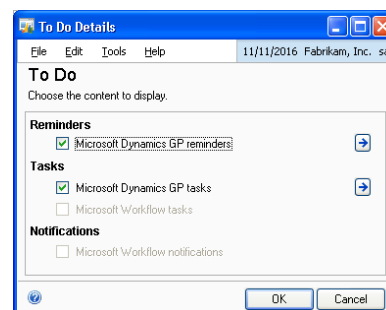 To Do Details
File Edit Tools Help 11/11/2016 Fabrikam, Inc. sa
To Do
Choose the content to display.
Reminders
Microsoft Dynamics GP reminders
Tasks
Microsoft Dynamics GP tasks
Microsoft Workflow tasks
Notifications
Microsoft Workflow notifications
OK Cancel